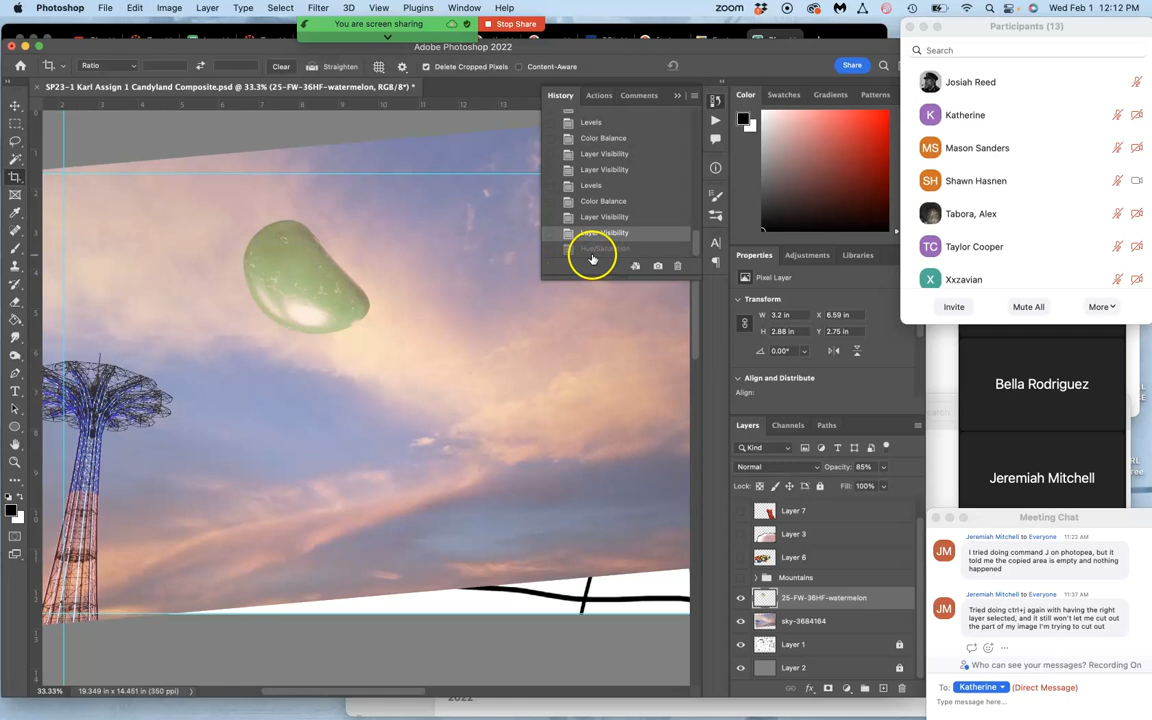 Photoshop File Edit Image Layer Type Select Filter 3D View Plugins Window Help
zoom Wed Feb 1 12:12 PM
You are screen sharing Stop Share
Adobe Photoshop 2022
Ratio Clear Straighten Delete Cropped Pixels Content-Aware Share
SP23-1 Karl Assign 1 Candyland Composite.psd @ 33.3% (25-FW-36HF-watermelon, RGB/8*) *
History Actions Comments
Levels
Color Balance
Layer Visibility
Layer Visibility
Levels
Color Balance
Layer Visibility
Layer Visibility
Hue/Saturation
Color Swatches Gradients Patterns
Properties Adjustments Libraries
Pixel Layer
Transform
W: 3.2 in X: 6.59 in
H: 2.88 in Y: 2.75 in
0.00°
Align and Distribute
Align:
Layers Channels Paths
Kind
Normal Opacity: 85%
Lock: Fill: 100%
Layer 7
Layer 3
Layer 6
Mountains
25-FW-36HF-watermelon
sky-3684164
Layer 1
Layer 2
33.33% 19.349 in x 14.451 in (350 ppi)
2022
Participants (13)
Search
Josiah Reed
K Katherine
MS Mason Sanders
SH Shawn Hasnen
Tabora, Alex
TC Taylor Cooper
X Xxzavian
Invite Mute All More
Bella Rodriguez
Jeremiah Mitchell
Meeting Chat
Jeremiah Mitchell to Everyone 11:22 AM
JM
I tried doing command J on photopea, but it
told me the copied area is empty and nothing
happened
Jeremiah Mitchell to Everyone 11:37 AM
JM
Tried doing ctrl+j again with having the right
layer selected, and it still won't let me cut out
the part of my image I'm trying to cut out
Who can see your messages? Recording On
To: Katherine (Direct Message)
Type message here...